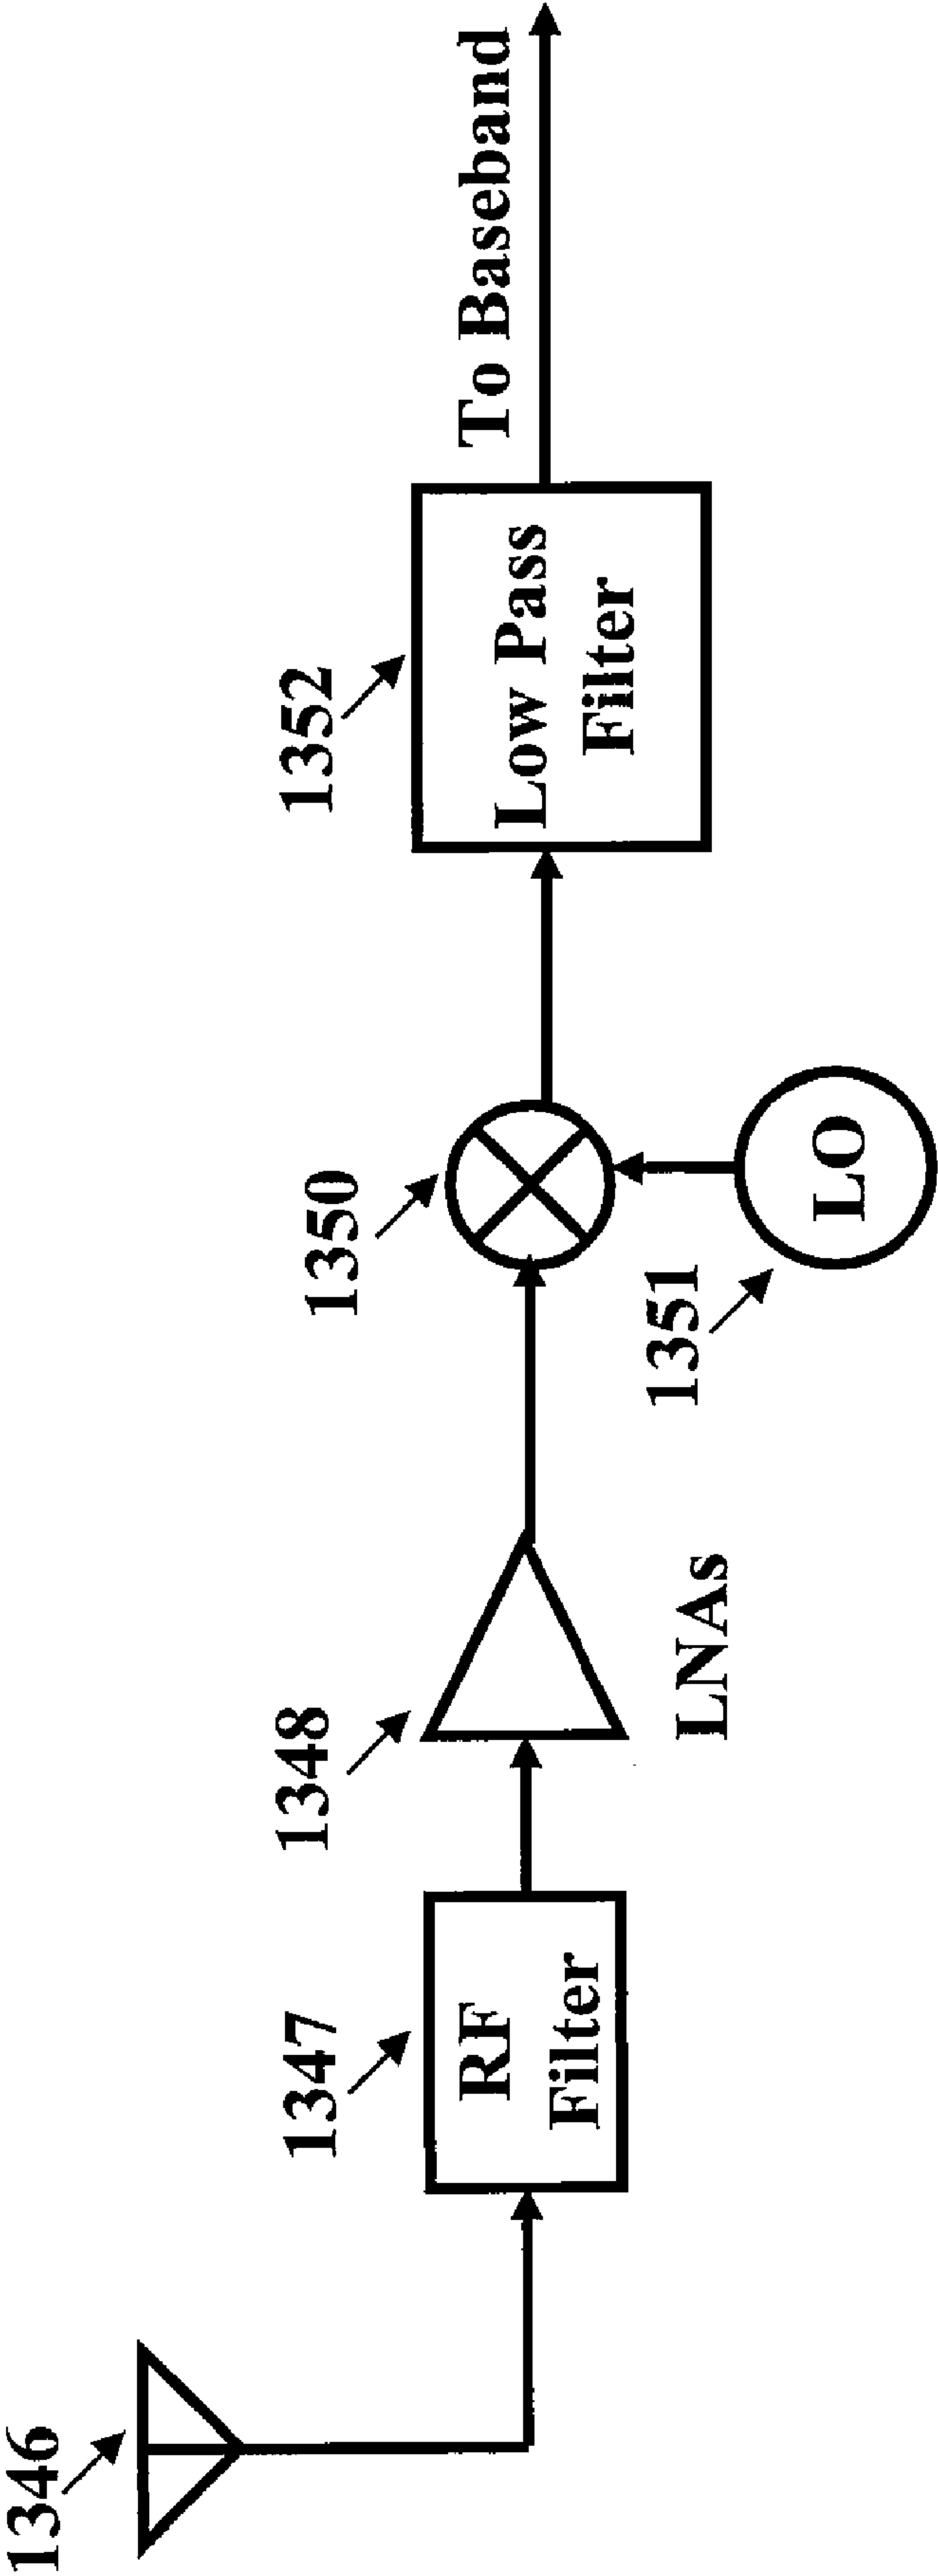 1346
1347
RF
Filter
1348
LNAs
1350
1351
LO
1352
Low Pass
Filter
To Baseband